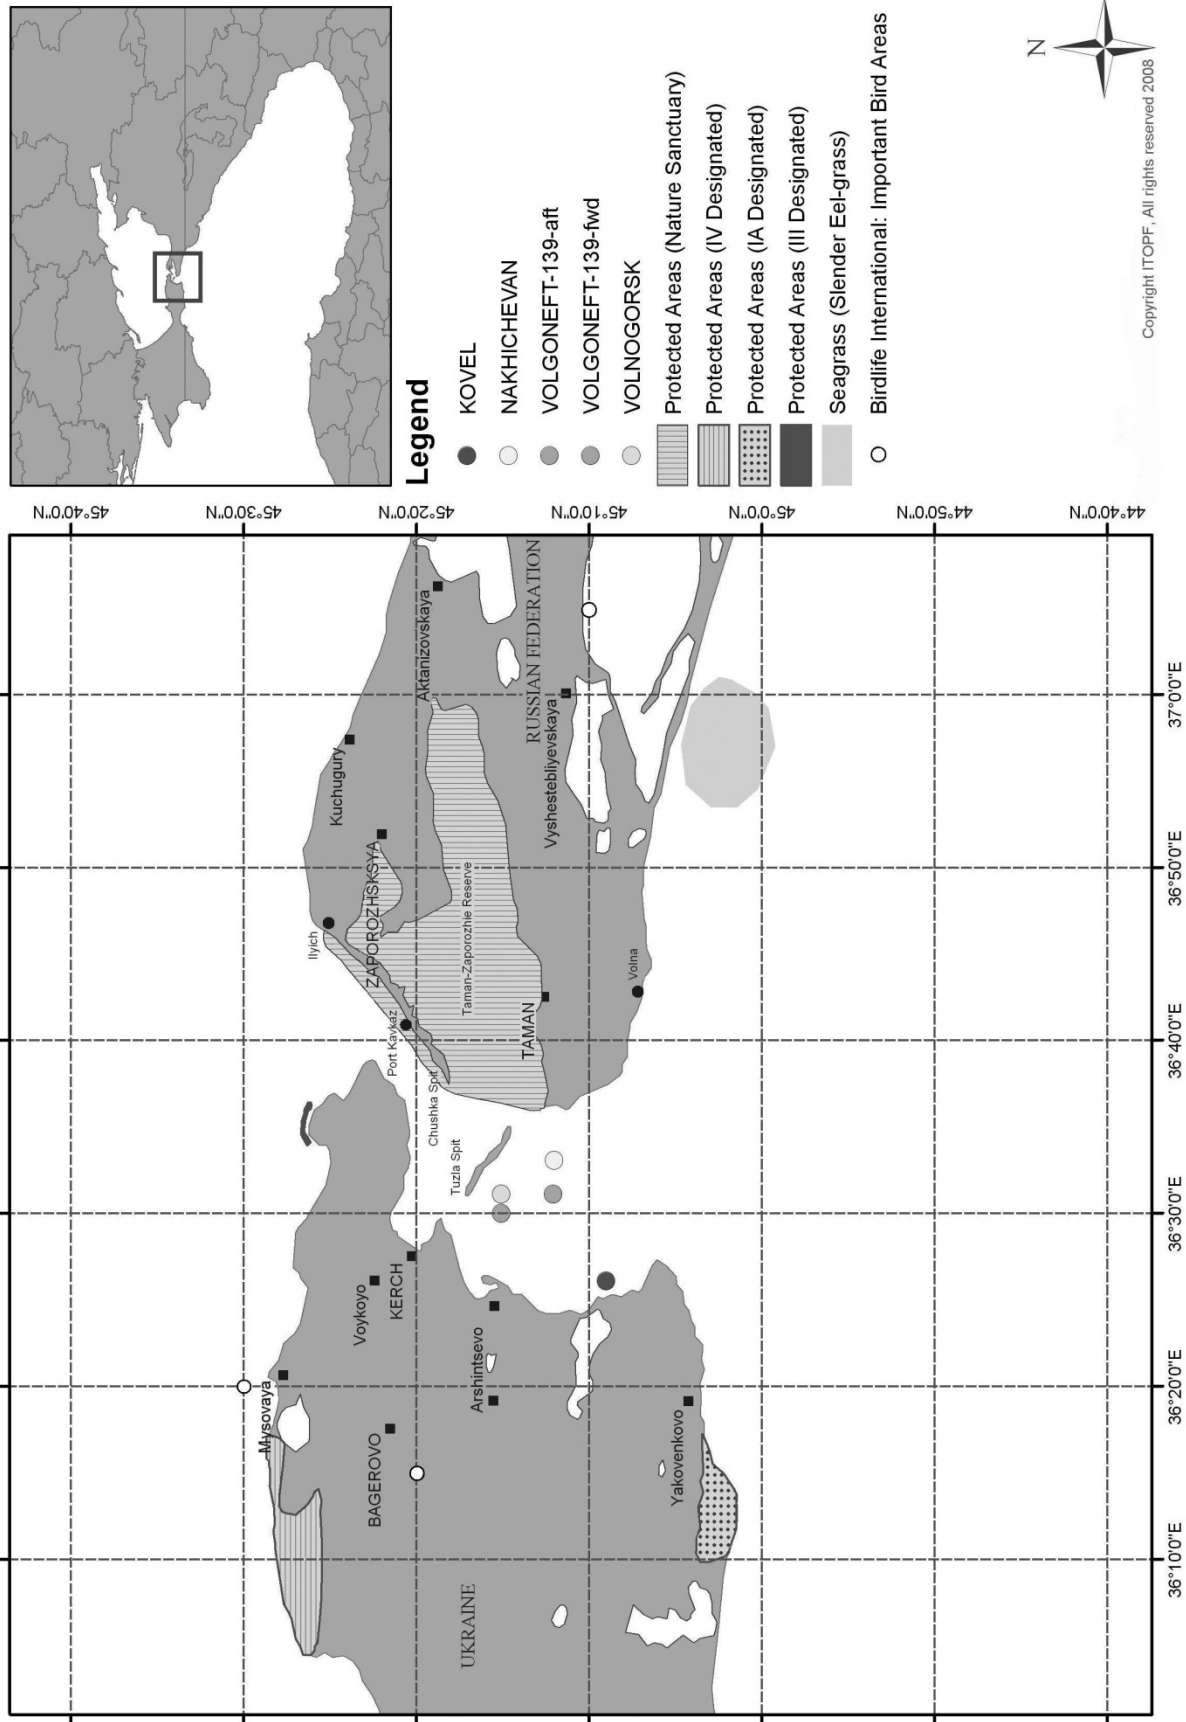 Legend
KOVEL
NAKHICHEVAN
VOLGONEFT-139-aft
VOLGONEFT-139-fwd
VOLNOGORSK
Protected Areas (Nature Sanctuary)
Protected Areas (IV Designated)
Protected Areas (IA Designated)
Protected Areas (III Designated)
Seagrass (Slender Eel-grass)
Birdlife International: Important Bird Areas
N
Copyright ITOPF, All rights reserved 2008
45°40'0"N
45°30'0"N
45°20'0"N
45°10'0"N
45°0'0"N
44°50'0"N
44°40'0"N
36°10'0"E
36°20'0"E
36°30'0"E
36°40'0"E
36°50'0"E
37°0'0"E
Mysovaya
Voykoyo
KERCH
BAGEROVO
Arshintsevo
Yakovenkovo
UKRAINE
Ilyich
Port Kavkaz
Chushka Spit
Tuzla Spit
ZAPOROZHSKSYA
Kuchugury
Taman-Zaporozhie Reserve
Aktanizovskaya
RUSSIAN FEDERATION
Vyshestebliyevskaya
TAMAN
Volna